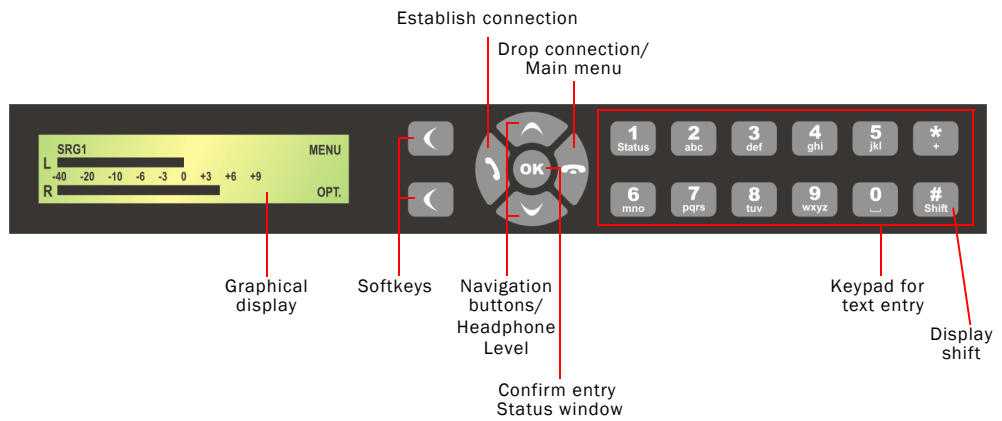 Establish connection
Drop connection/
Main menu
SRG1
MENU
L
-40 -20 -10 -6 -3 0 +3 +6 +9
R
OPT.
OK
1
Status
2
abc
3
def
4
ghi
5
jkl
*
+
6
mno
7
pqrs
8
tuv
9
wxyz
0
#
Shift
Graphical
display
Softkeys
Navigation
buttons/
Headphone
Level
Keypad for
text entry
Display
shift
Confirm entry
Status window